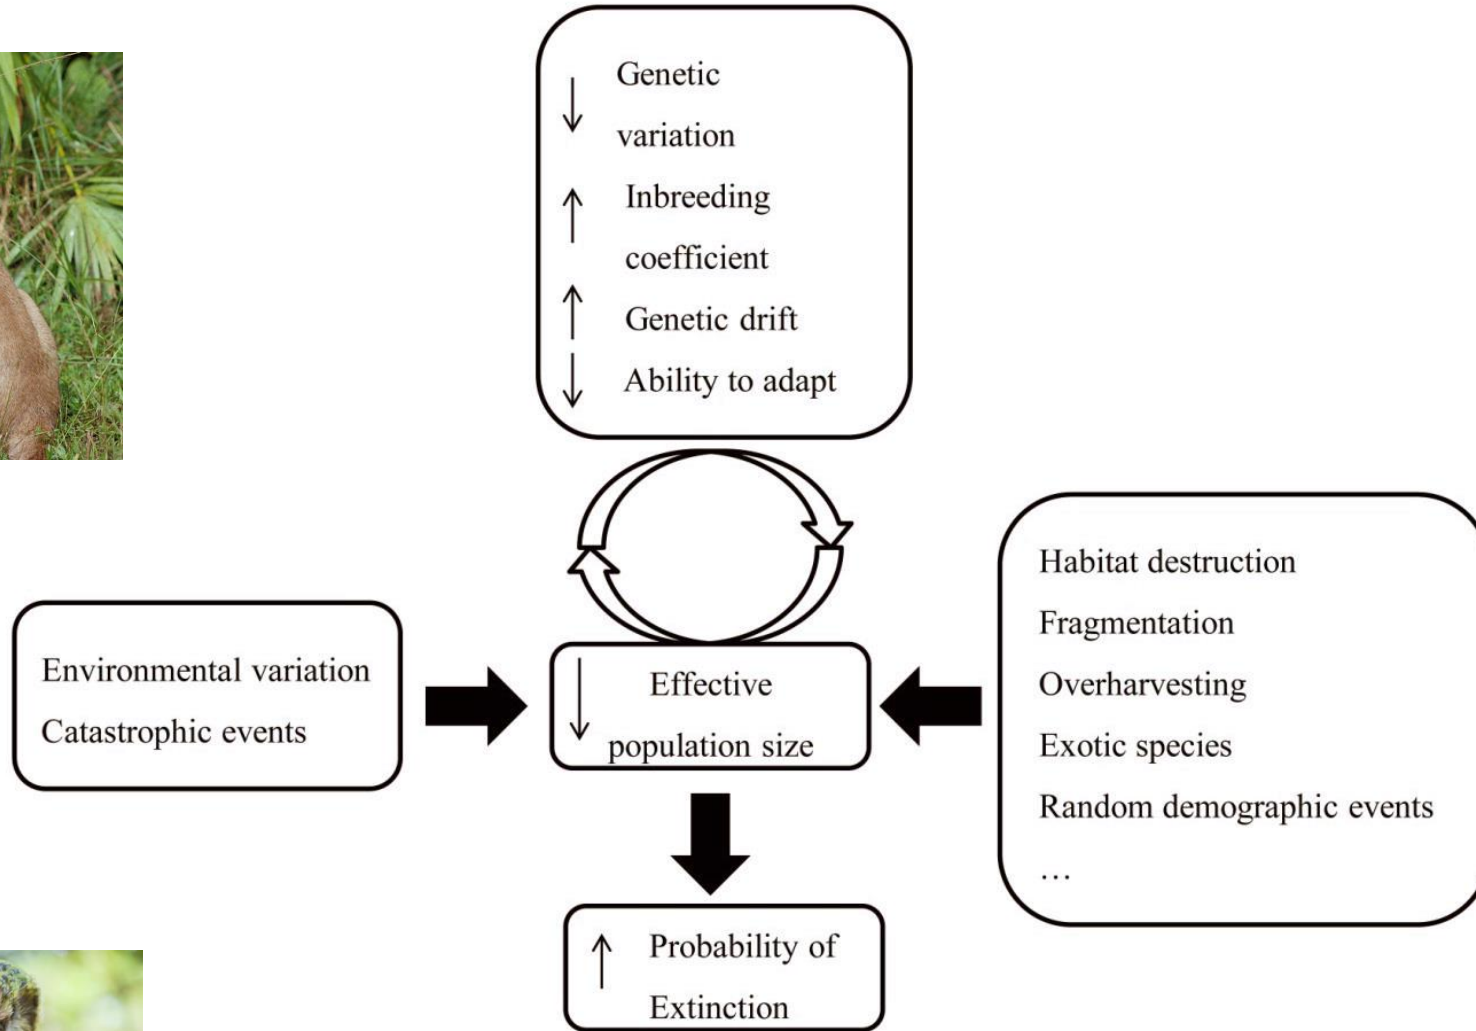 Genetic
variation
Inbreeding
coefficient
Genetic drift
Ability to adapt
Habitat destruction
Fragmentation
Overharvesting
Exotic species
Random demographic events
…
Environmental variation
Catastrophic events
Effective
population size
Probability of
Extinction